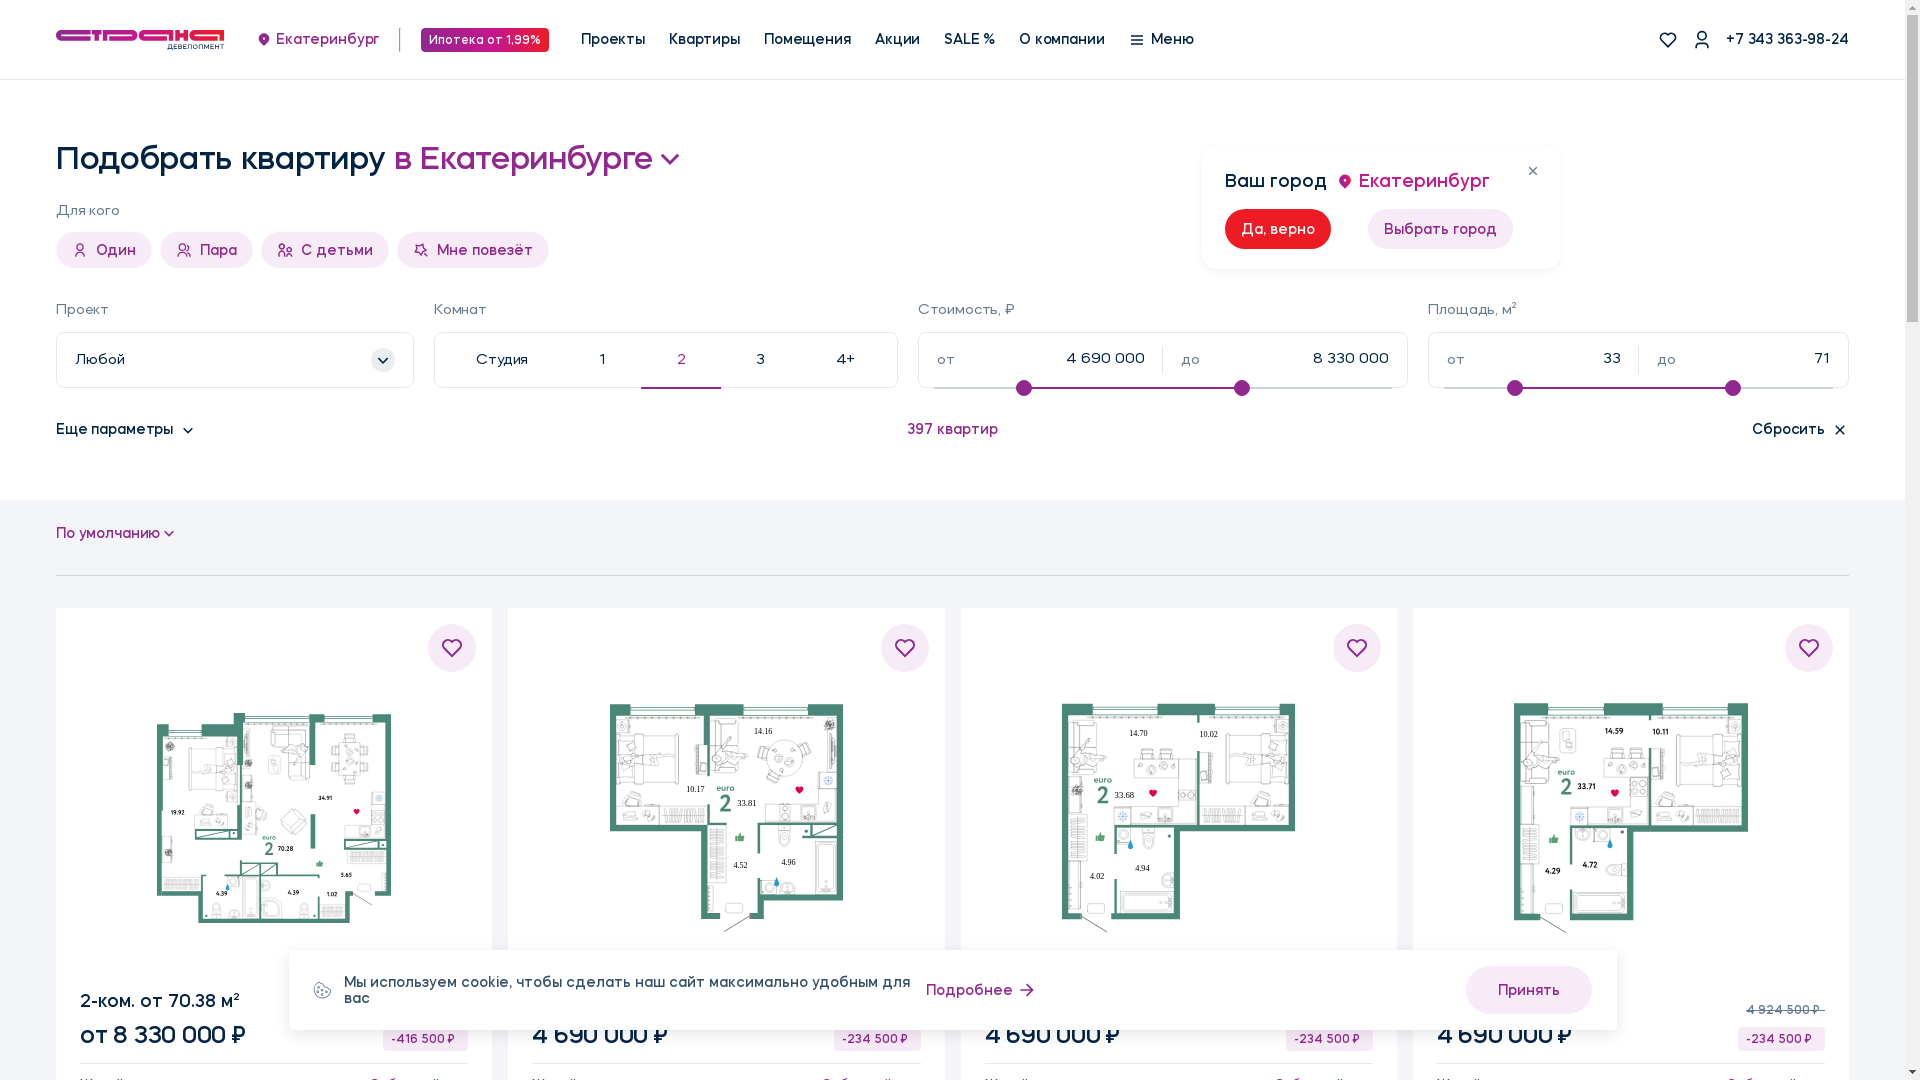 страна
ДЕВЕЛОПМЕНТ
Екатеринбург
Ипотека от 1,99%
Проекты
Квартиры
Помещения
Акции
SALE %
О компании
Меню
+7 343 363-98-24
Подобрать квартиру в Екатеринбурге
Ваш город
Екатеринбург
Да, верно
Выбрать город
Для кого
Один
Пара
С детьми
Мне повезёт
Проект
Комнат
Стоимость, ₽
Площадь, м²
Любой
Студия
1
2
3
4+
от
4 690 000
до
8 330 000
от
33
до
71
Еще параметры
397 квартир
Сбросить
По умолчанию
34.91
19.92
euro
2
70.28
5.65
4.39
4.39
1.02
14.16
10.17
euro
2
33.81
4.52
4.96
14.70
10.02
euro
2
33.68
4.94
4.02
14.59
10.11
euro
2
33.71
4.72
4.29
Мы используем cookie, чтобы сделать наш сайт максимально удобным для
вас
Подробнее
Принять
2-ком. от 70.38 м²
от 8 330 000 ₽
-416 500 ₽
4 690 000 ₽
-234 500 ₽
4 690 000 ₽
-234 500 ₽
4 924 500 ₽
4 690 000 ₽
-234 500 ₽